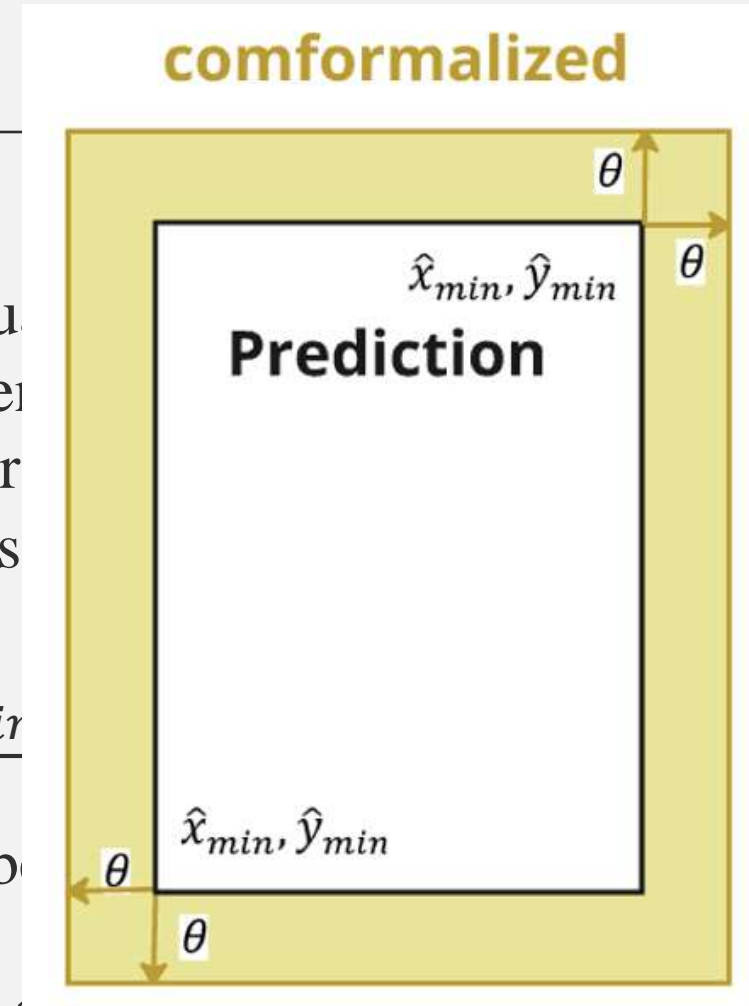 comformalized
θ
θ
x̂min, ŷmin
Prediction
x̂min, ŷmin
θ
θ